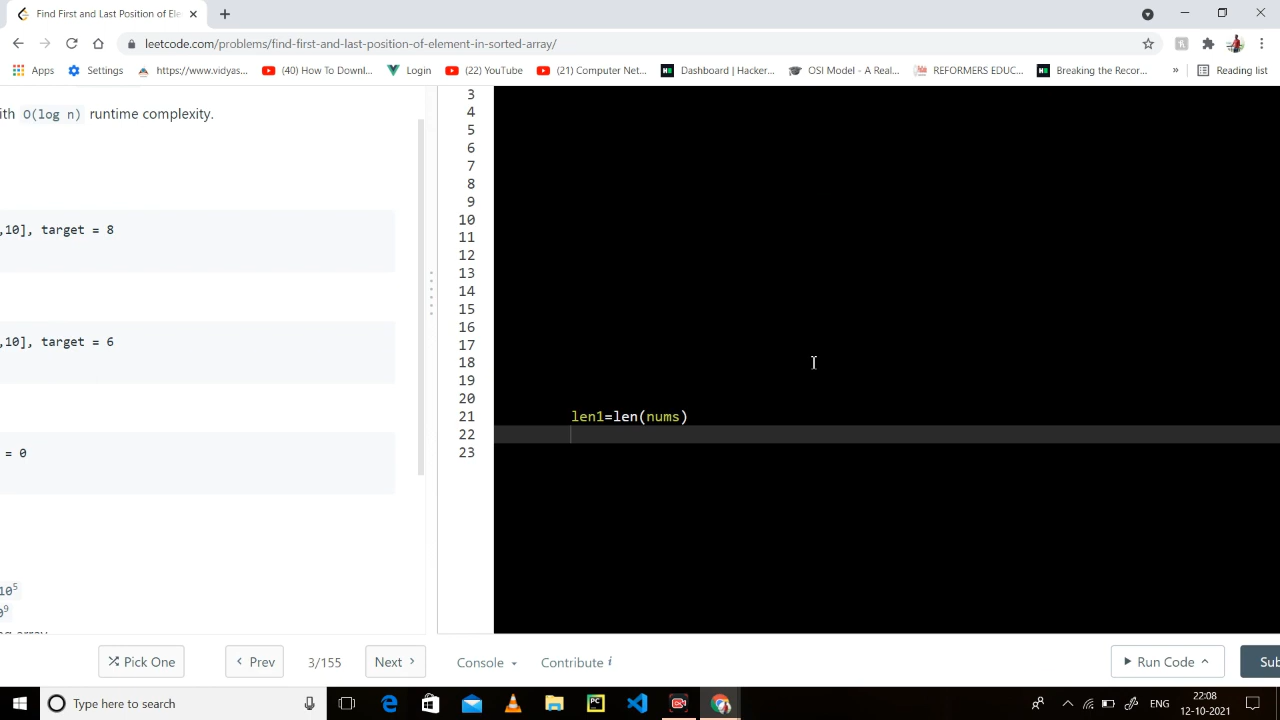 Find First and Last Position of Ele
leetcode.com/problems/find-first-and-last-position-of-element-in-sorted-array/
Apps Settings https://www.vidyas... (40) How To Downl... Login (22) YouTube (21) Computer Net... Dashboard | Hacker... OSI Model - A Real... REFORMERS EDUC... Breaking the Recor... » Reading list
ith O(log n) runtime complexity.
,10], target = 8
,10], target = 6
= 0
10⁵
0⁹
3
4
5
6
7
8
9
10
11
12
13
14
15
16
17
18
19
20
21 len1=len(nums)
22
23
Pick One Prev 3/155 Next Console Contribute i Run Code Sub
Type here to search
ENG
22:08
12-10-2021